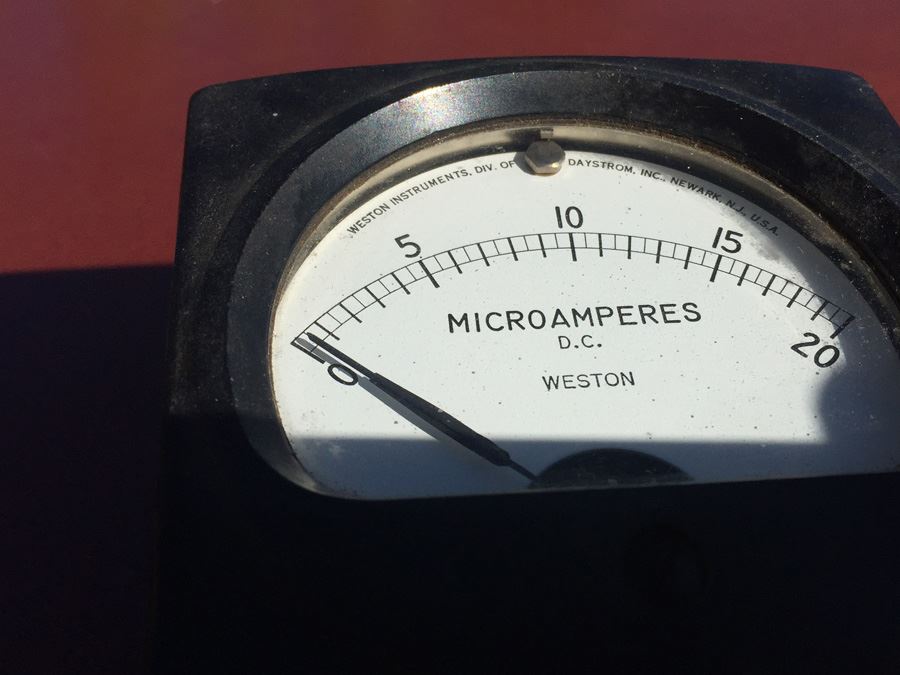 WESTON INSTRUMENTS, DIV. OF DAYSTROM, INC., NEWARK, N.J., U.S.A.
0 5 10 15 20
MICROAMPERES
D.C.
WESTON